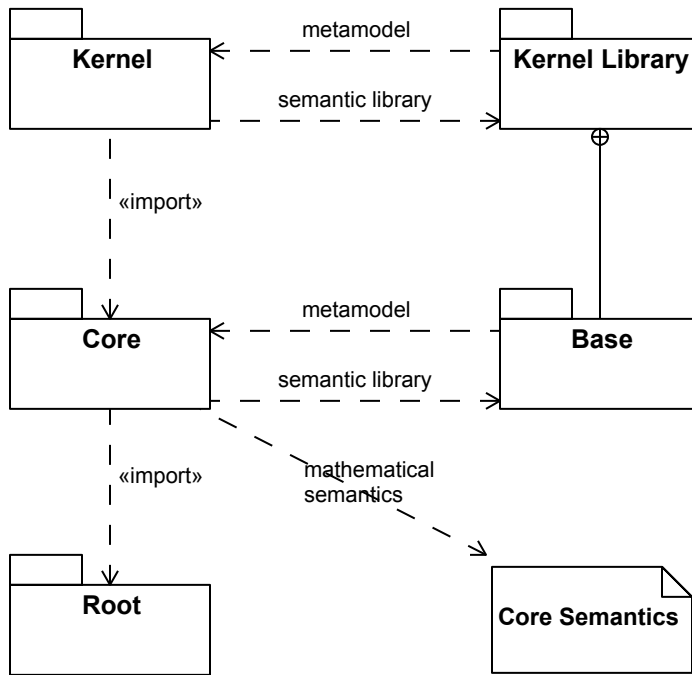 metamodel
Kernel
Kernel Library
semantic library
«import»
metamodel
Core
Base
semantic library
«import»
mathematical
semantics
Root
Core Semantics